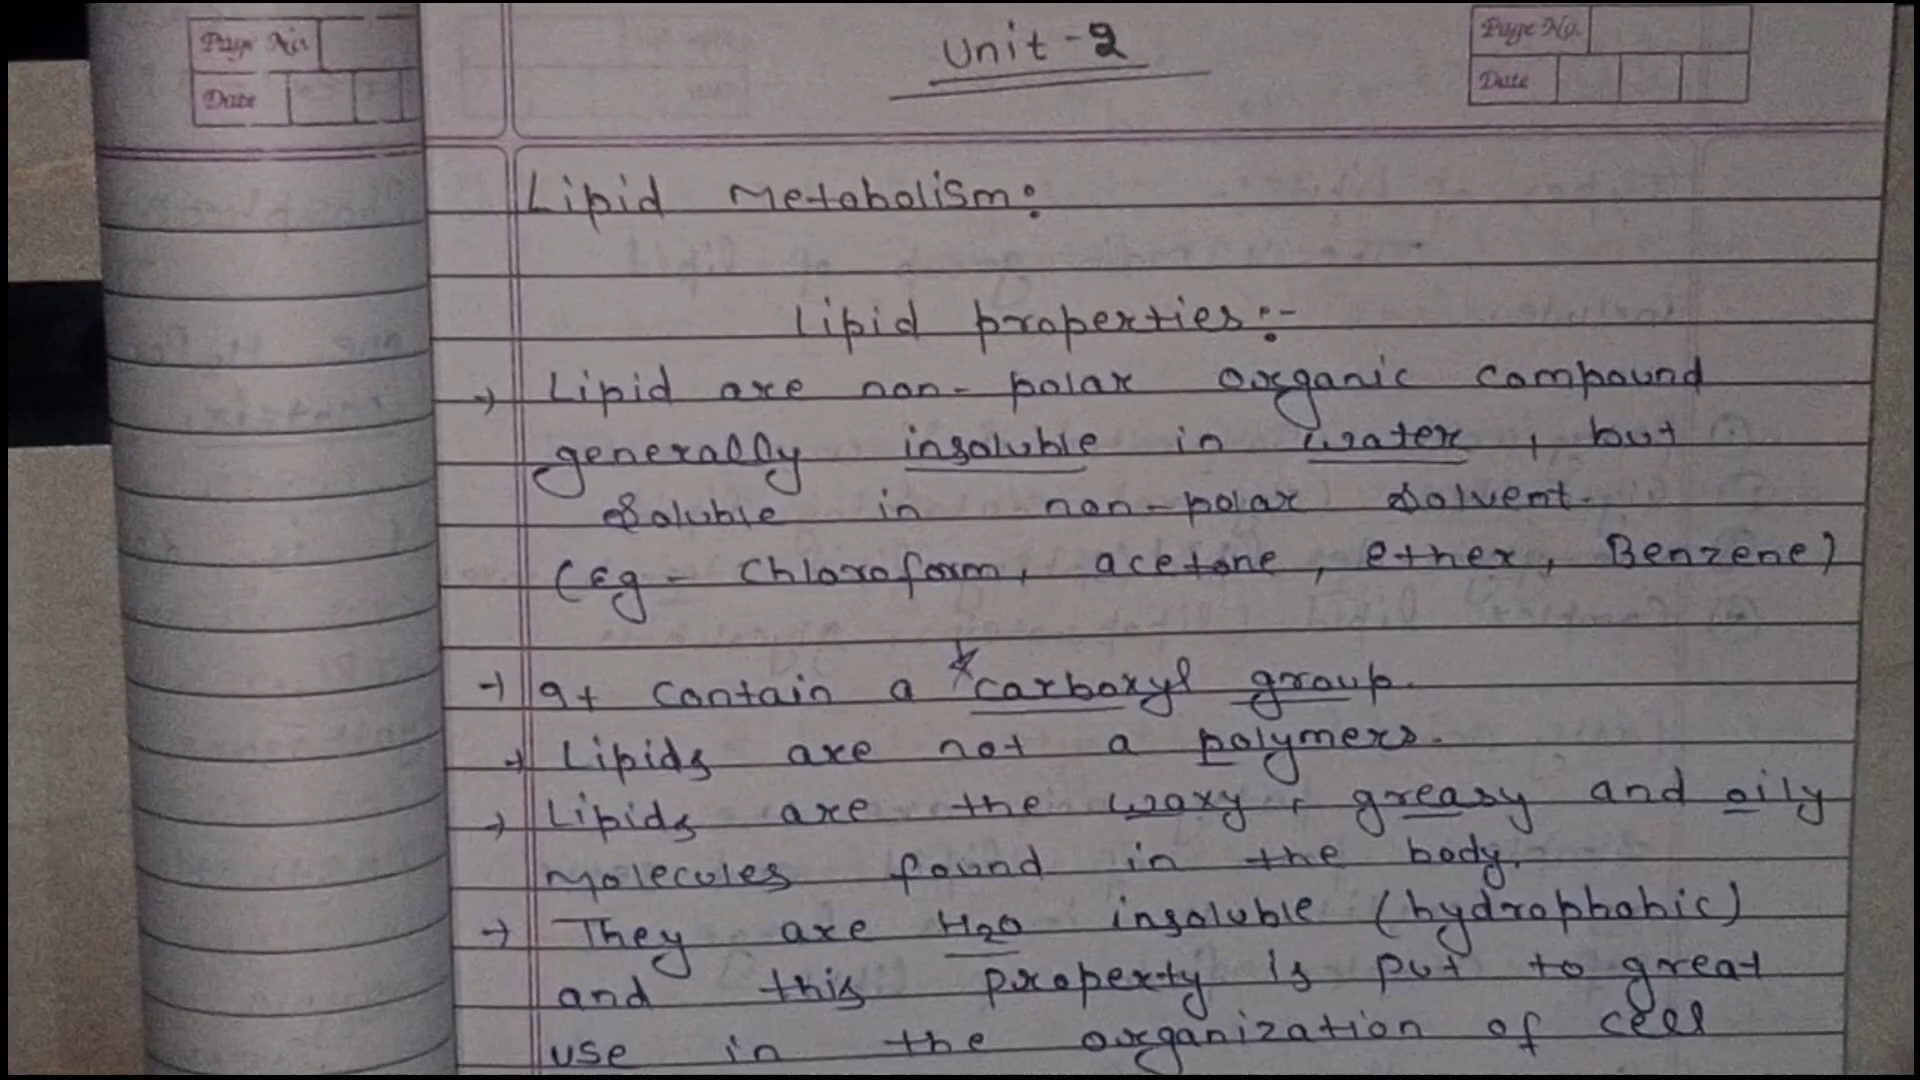 Page No.
Date
Unit-2
Page No.
Date
Lipid Metabolism:
Lipid properties:-
→ Lipid are non-polar organic compound
generally insoluble in water, but
soluble in non-polar solvent.
(Eg - Chloroform, acetone, ether, Benzene)
→ It contain a *carboxyl group.
→ Lipids are not a polymers.
→ Lipids are the waxy, greasy and oily
molecules found in the body.
→ They are H2O insoluble (hydrophobic)
and this property is put to great
use in the organization of cell